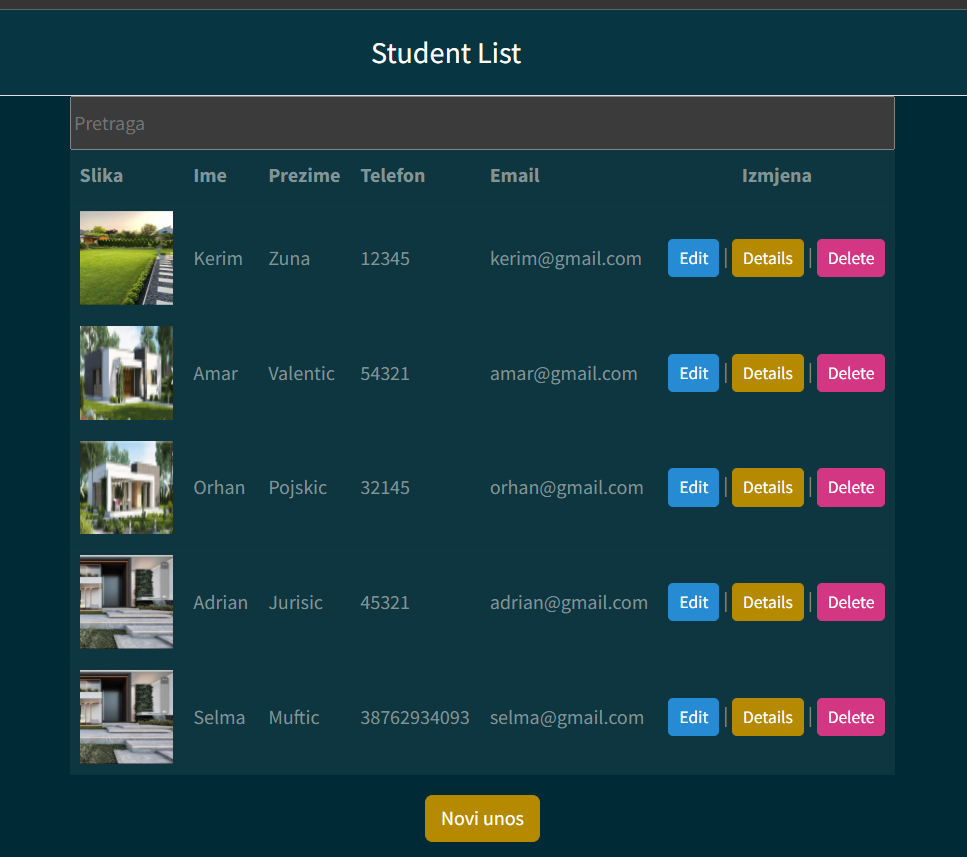 Student List
Pretraga
Slika Ime Prezime Telefon Email Izmjena
Kerim Zuna 12345 kerim@gmail.com Edit | Details | Delete
Amar Valentic 54321 amar@gmail.com Edit | Details | Delete
Orhan Pojskic 32145 orhan@gmail.com Edit | Details | Delete
Adrian Jurisic 45321 adrian@gmail.com Edit | Details | Delete
Selma Muftic 38762934093 selma@gmail.com Edit | Details | Delete
Novi unos